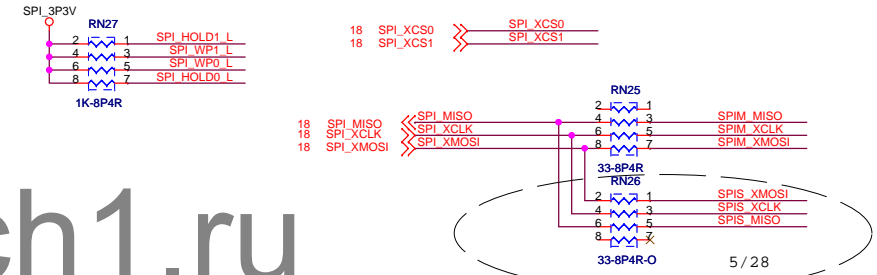 SPI_3P3V
RN27
2 1 SPI_HOLD1_L
4 3 SPI_WP1_L
6 5 SPI_WP0_L
8 7 SPI_HOLD0_L
1K-8P4R
18 SPI_XCS0 SPI_XCS0
18 SPI_XCS1 SPI_XCS1
RN25
2 1
18 SPI_MISO SPI_MISO 4 3 SPIM_MISO
18 SPI_XCLK SPI_XCLK 6 5 SPIM_XCLK
18 SPI_XMOSI SPI_XMOSI 8 7 SPIM_XMOSI
33-8P4R
RN26
2 1 SPIS_XMOSI
4 3 SPIS_XCLK
6 5 SPIS_MISO
8 7
33-8P4R-O
5/28
ch1.ru